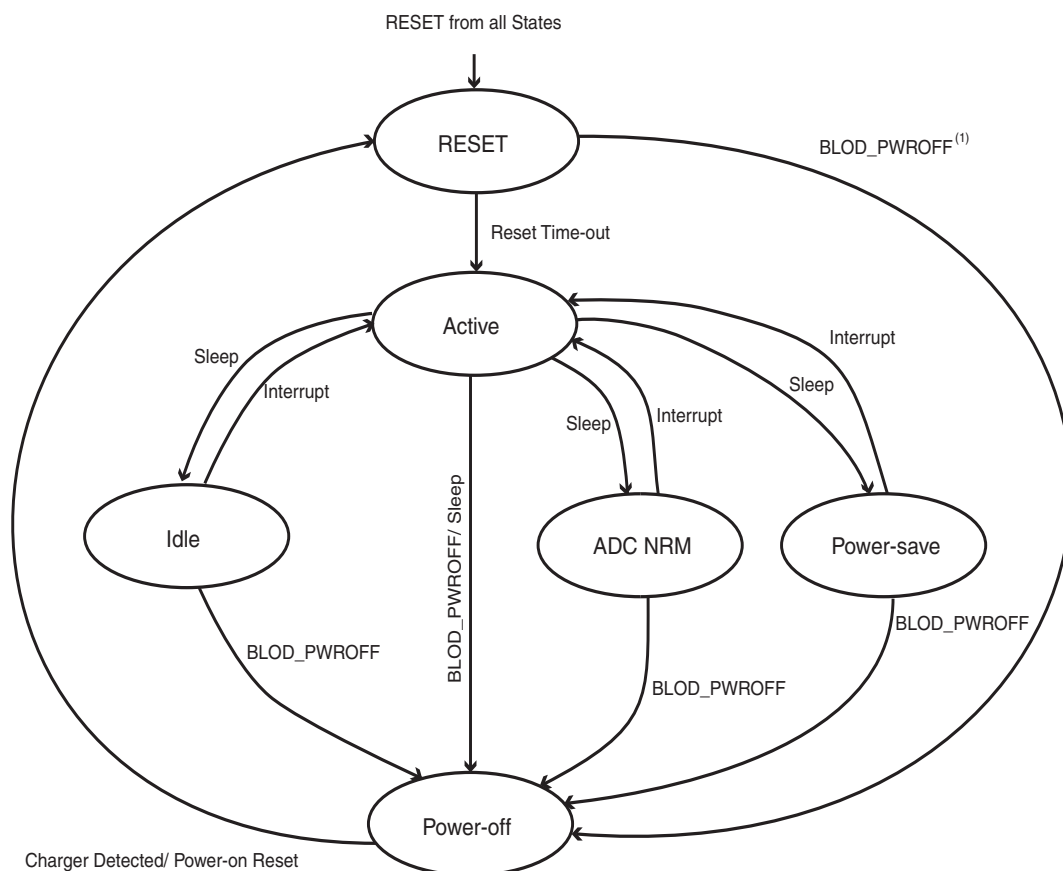 RESET from all States
RESET
BLOD_PWROFF(1)
Reset Time-out
Active
Interrupt
Sleep
Sleep
Interrupt
Sleep
Interrupt
BLOD_PWROFF/ Sleep
Idle
ADC NRM
Power-save
BLOD_PWROFF
BLOD_PWROFF
BLOD_PWROFF
Power-off
Charger Detected/ Power-on Reset